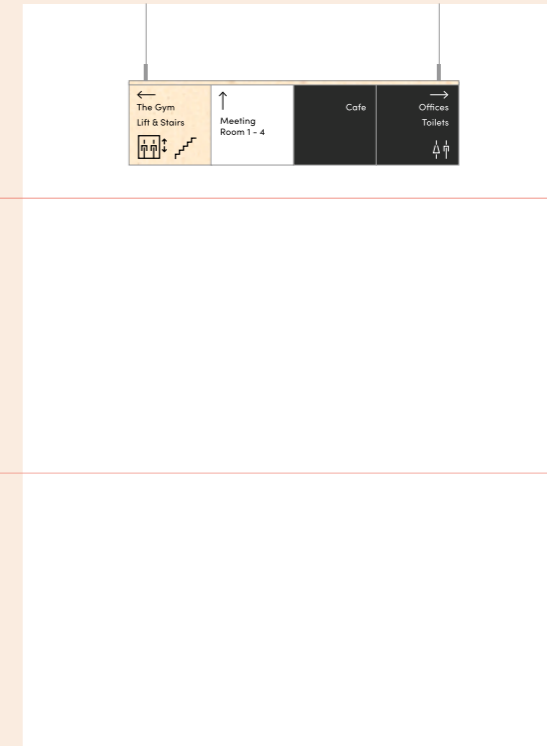 The Gym
Lift & Stairs
Meeting
Room 1 - 4
Cafe
Offices
Toilets